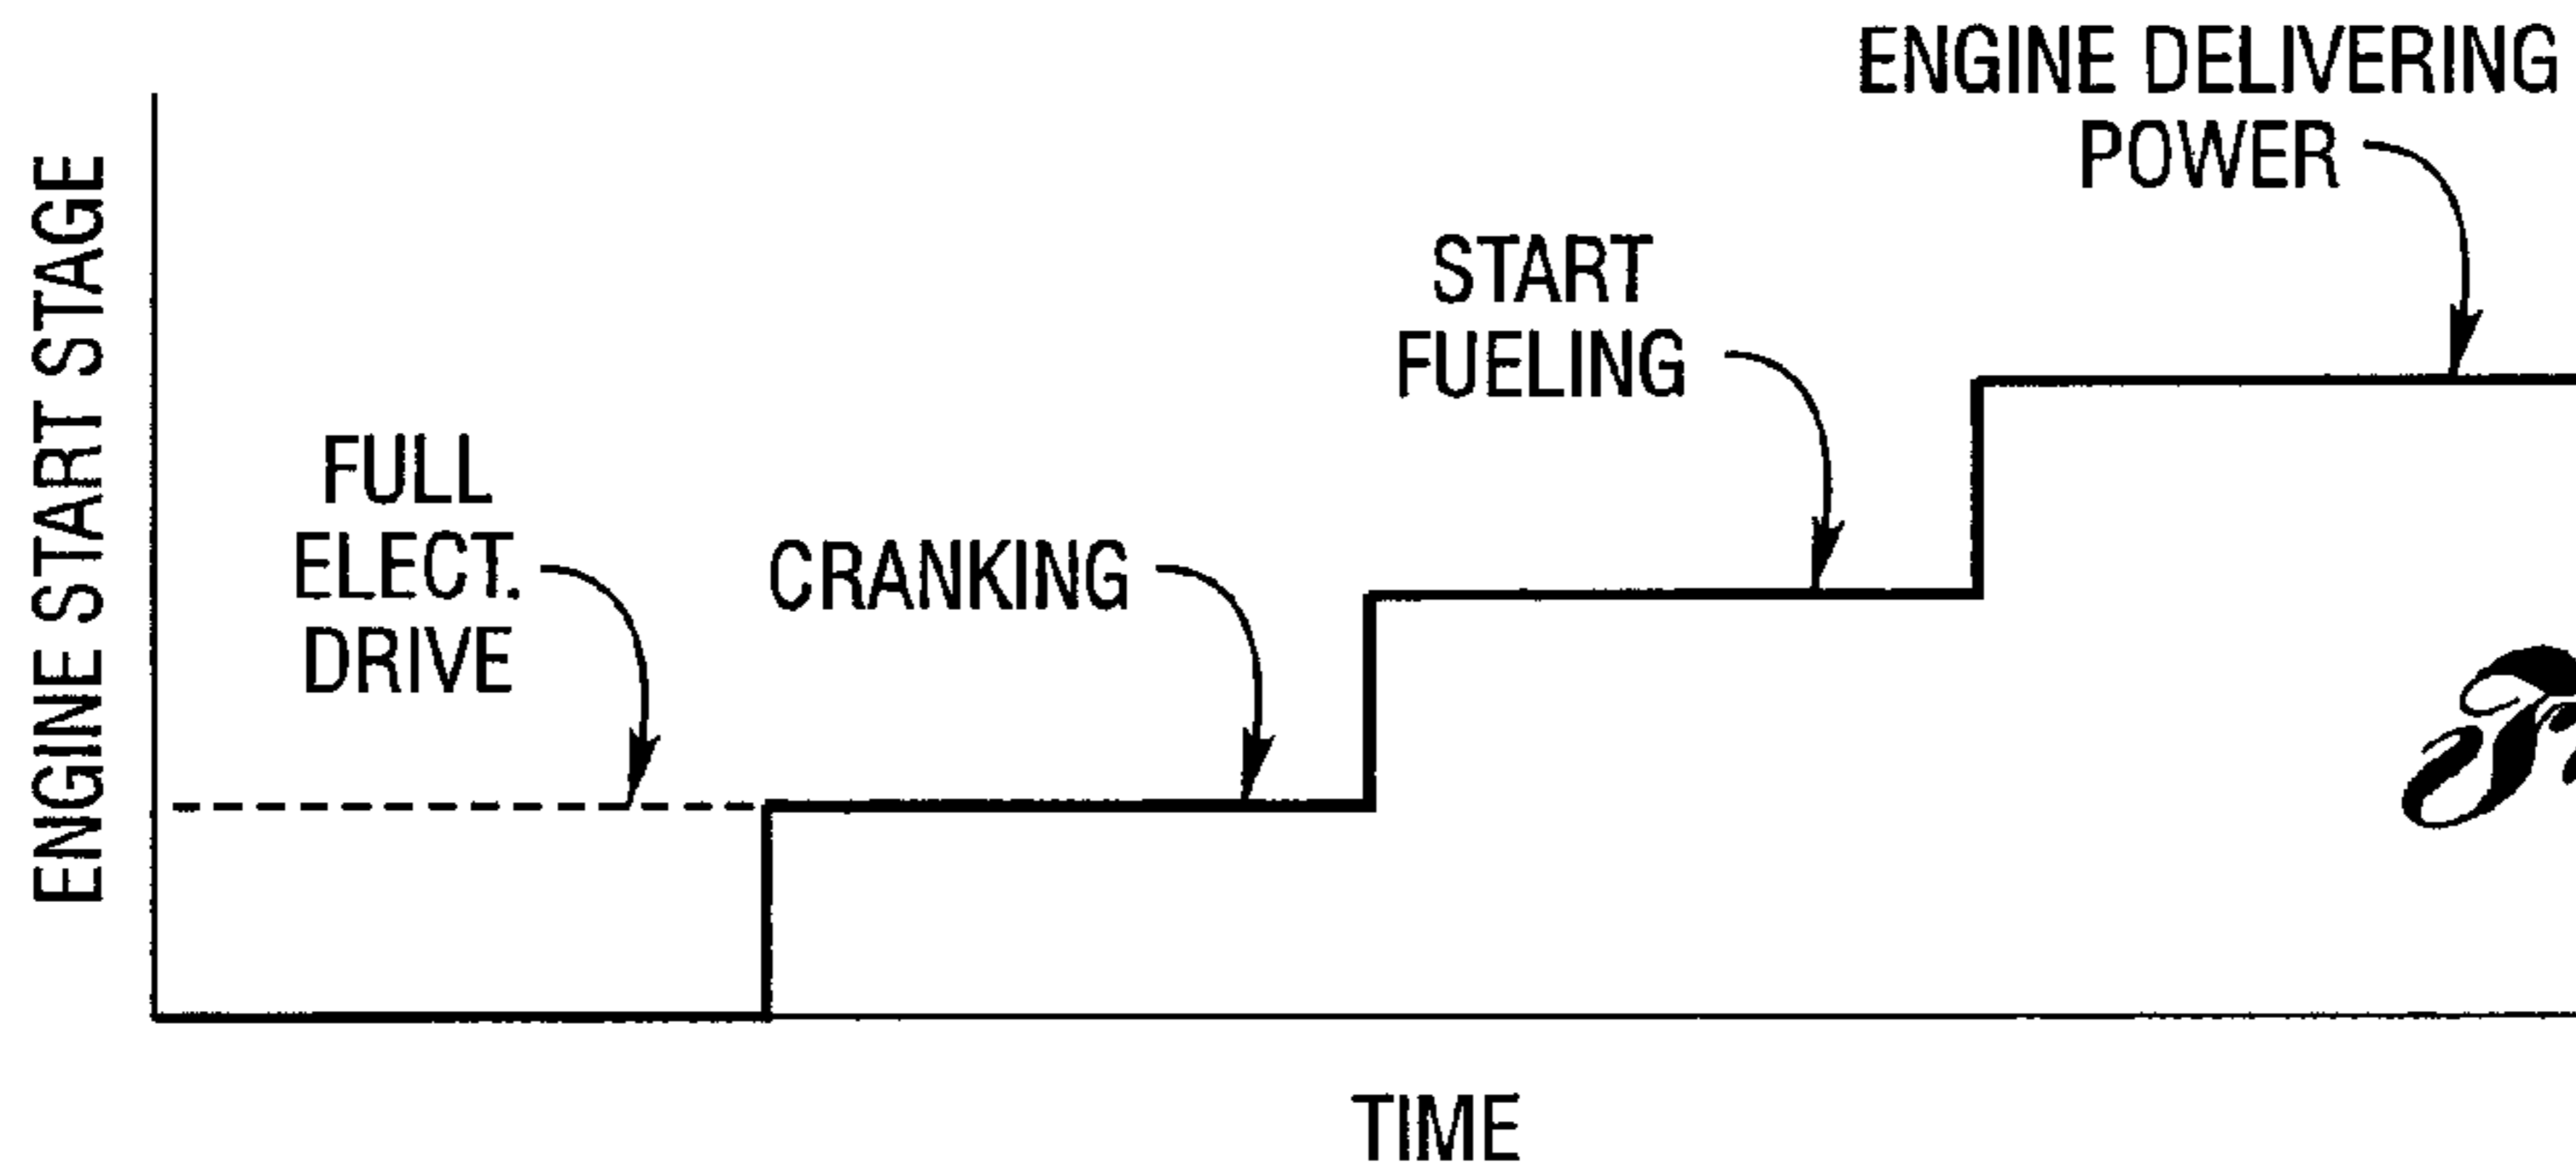 ENGINE DELIVERING
POWER
START
FUELING
FULL
ELECT.
DRIVE
CRANKING
ENGINE START STAGE
TIME